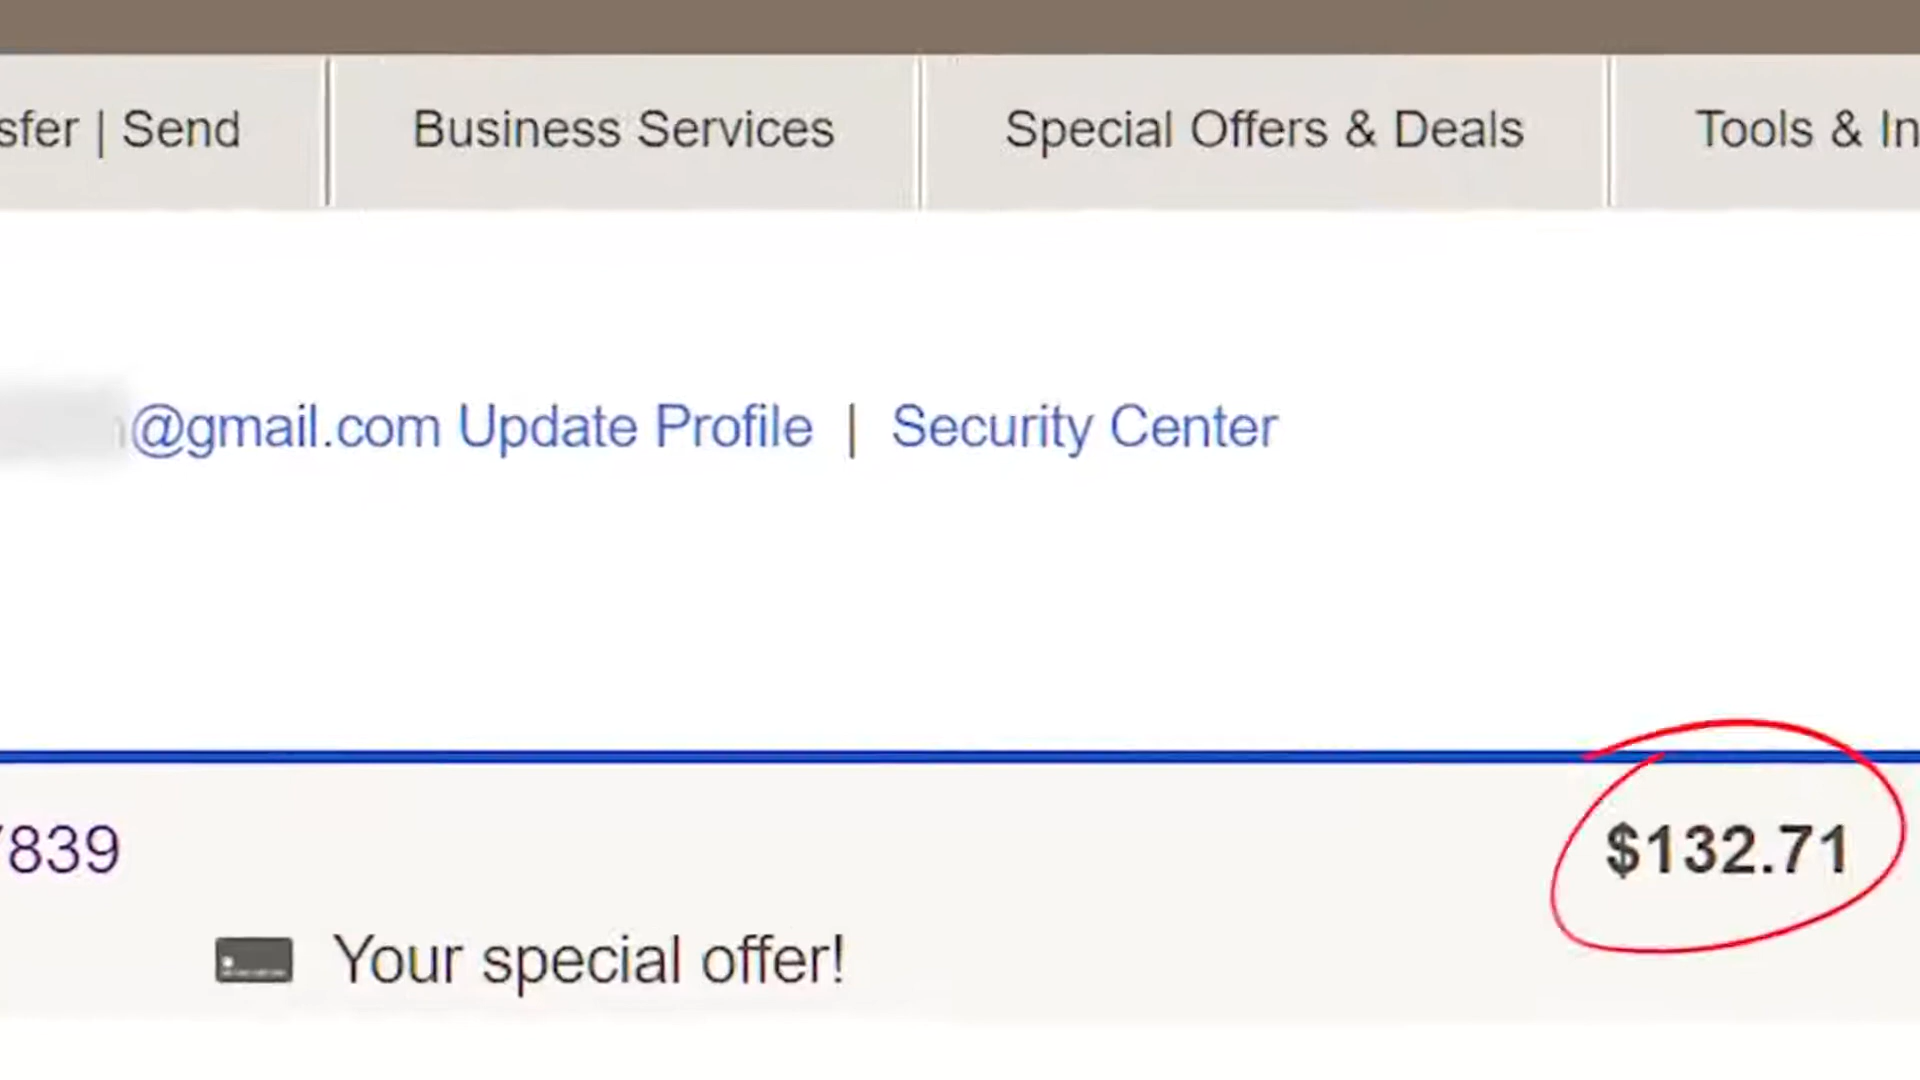 sfer | Send Business Services Special Offers & Deals Tools & In
@gmail.com Update Profile | Security Center
839 $132.71
Your special offer!